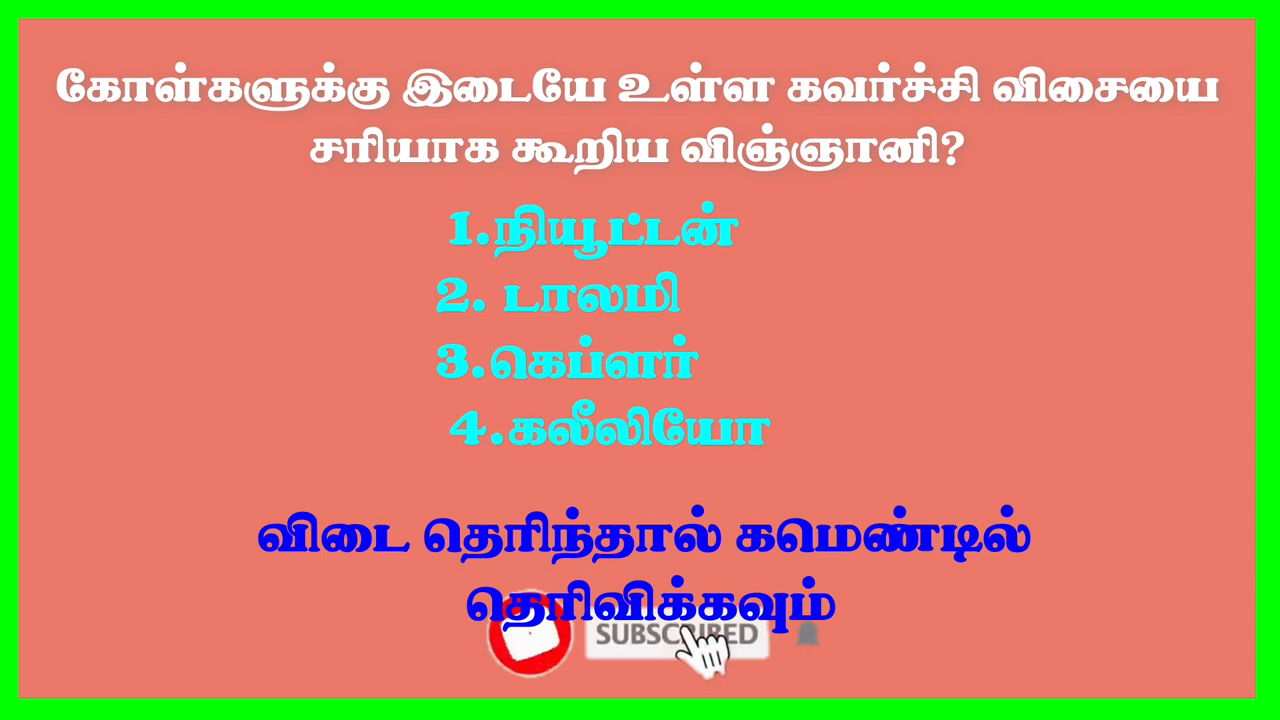 கோள்களுக்கு இடையே உள்ள கவர்ச்சி விசையை
சரியாக கூறிய விஞ்ஞானி?
1.நியூட்டன்
2. டாலமி
3.கெப்ளர்
4.கலீலியோ
விடை தெரிந்தால் கமெண்டில்
தெரிவிக்கவும்
SUBSCRIBED